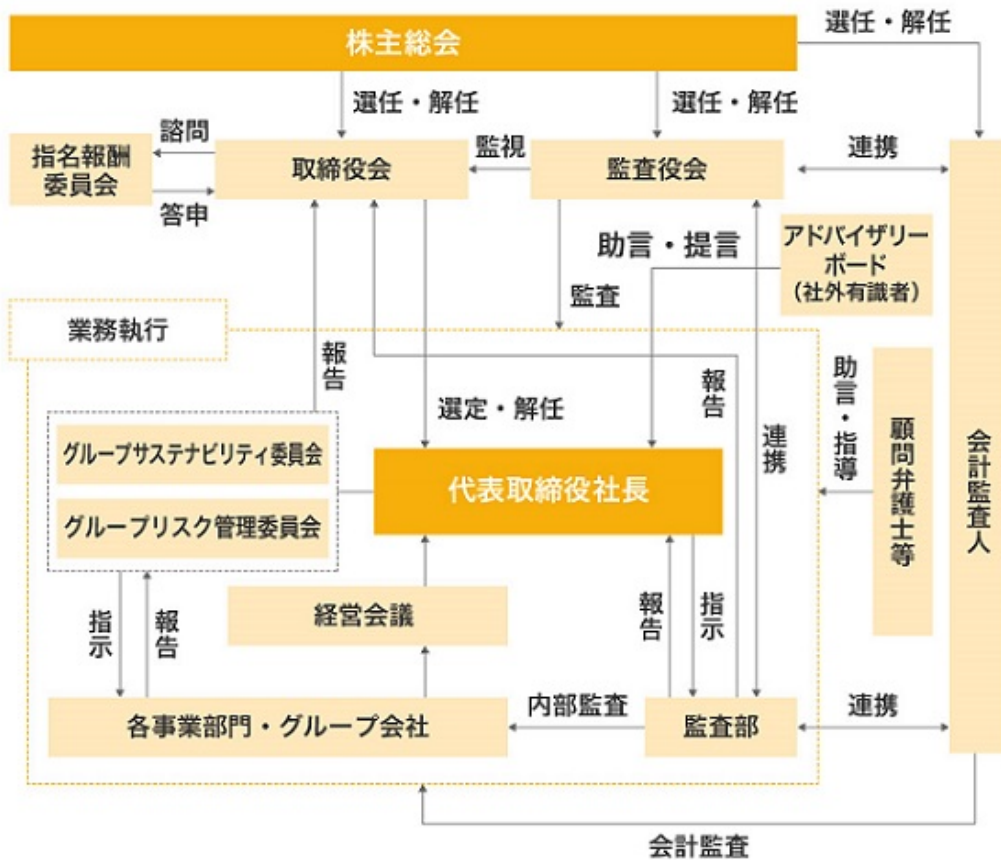 株主総会
選任・解任
選任・解任
選任・解任
諮問
指名報酬
委員会
答申
取締役会
監視
監査役会
連携
助言・提言
アドバイザリー
ボード
（社外有識者）
監査
業務執行
報告
選定・解任
報告
連携
助言・指導
顧問弁護士等
会計監査人
グループサステナビリティ委員会
グループリスク管理委員会
代表取締役社長
指示
報告
経営会議
報告
指示
各事業部門・グループ会社
内部監査
監査部
連携
会計監査